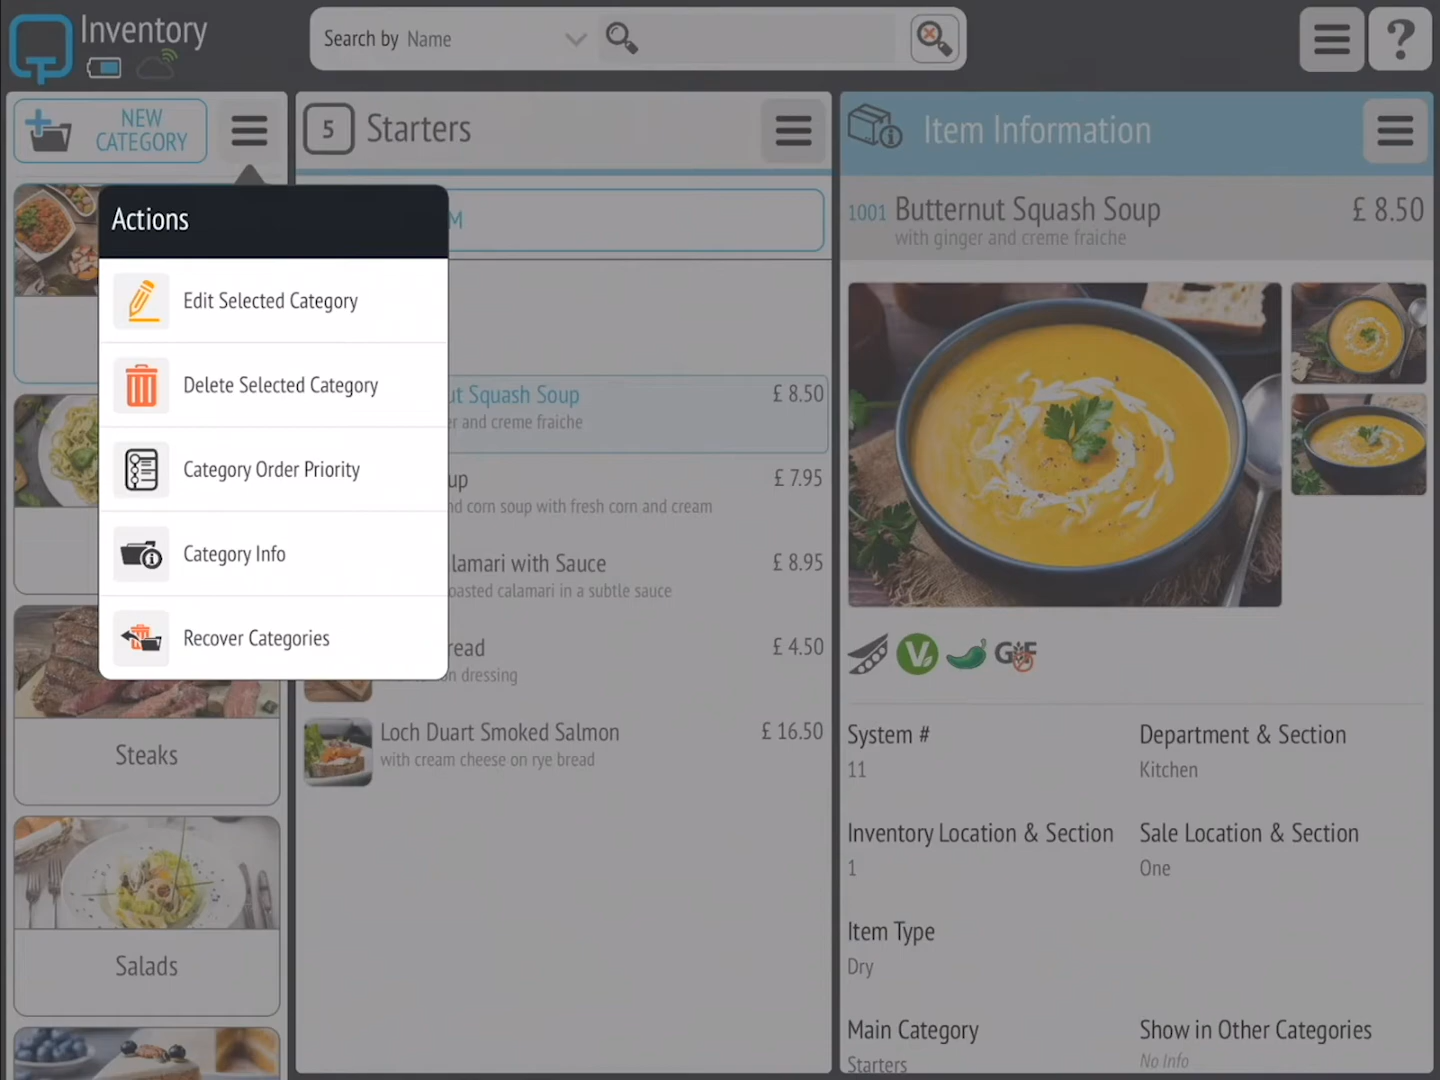 Inventory
Search by Name
?
NEW
CATEGORY
5
Starters
Item Information
Actions
Edit Selected Category
Delete Selected Category
Category Order Priority
Category Info
Recover Categories
Steaks
Salads
M
ut Squash Soup
£ 8.50
er and creme fraiche
up
£ 7.95
nd corn soup with fresh corn and cream
lamari with Sauce
£ 8.95
oasted calamari in a subtle sauce
read
£ 4.50
on dressing
Loch Duart Smoked Salmon
£ 16.50
with cream cheese on rye bread
1001 Butternut Squash Soup
£ 8.50
with ginger and creme fraiche
V
GF
System #
11
Department & Section
Kitchen
Inventory Location & Section
1
Sale Location & Section
One
Item Type
Dry
Main Category
Starters
Show in Other Categories
No Info